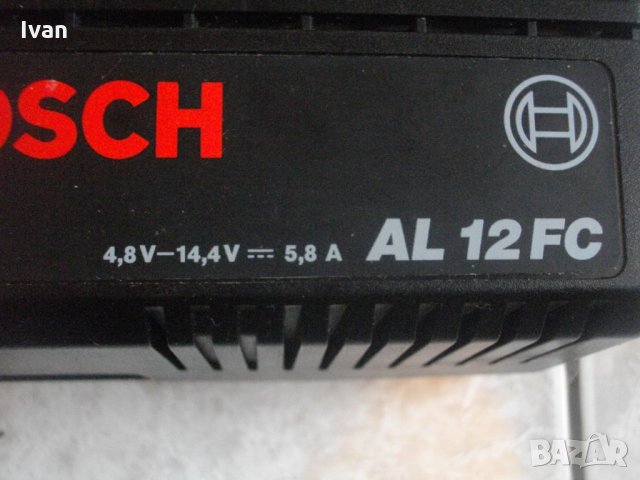 Ivan
OSCH
4,8V–14,4V ⎓ 5,8 A AL 12 FC
BAZAR